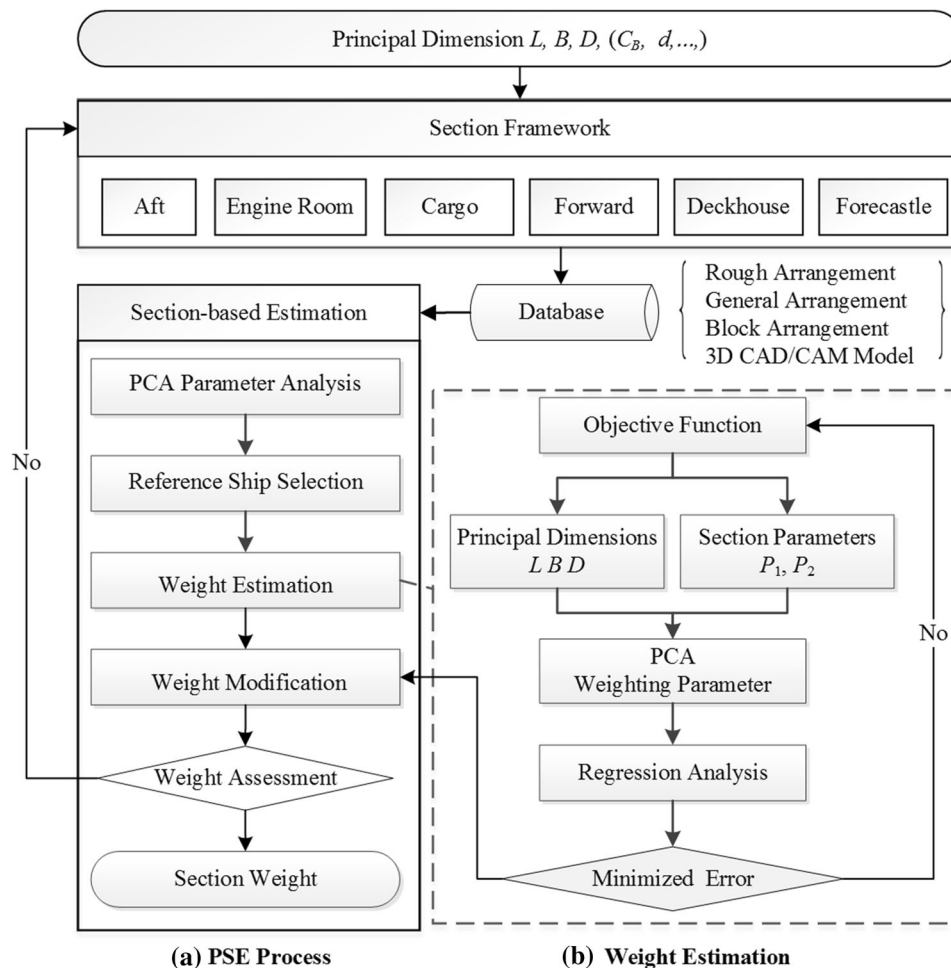 Principal Dimension L, B, D, (C_B, d,...,)
Section Framework
Aft
Engine Room
Cargo
Forward
Deckhouse
Forecastle
Rough Arrangement
General Arrangement
Block Arrangement
3D CAD/CAM Model
Database
Section-based Estimation
PCA Parameter Analysis
Reference Ship Selection
Weight Estimation
Weight Modification
Weight Assessment
Section Weight
No
Objective Function
Principal Dimensions
L B D
Section Parameters
P₁, P₂
PCA
Weighting Parameter
Regression Analysis
Minimized Error
No
(a) PSE Process
(b) Weight Estimation